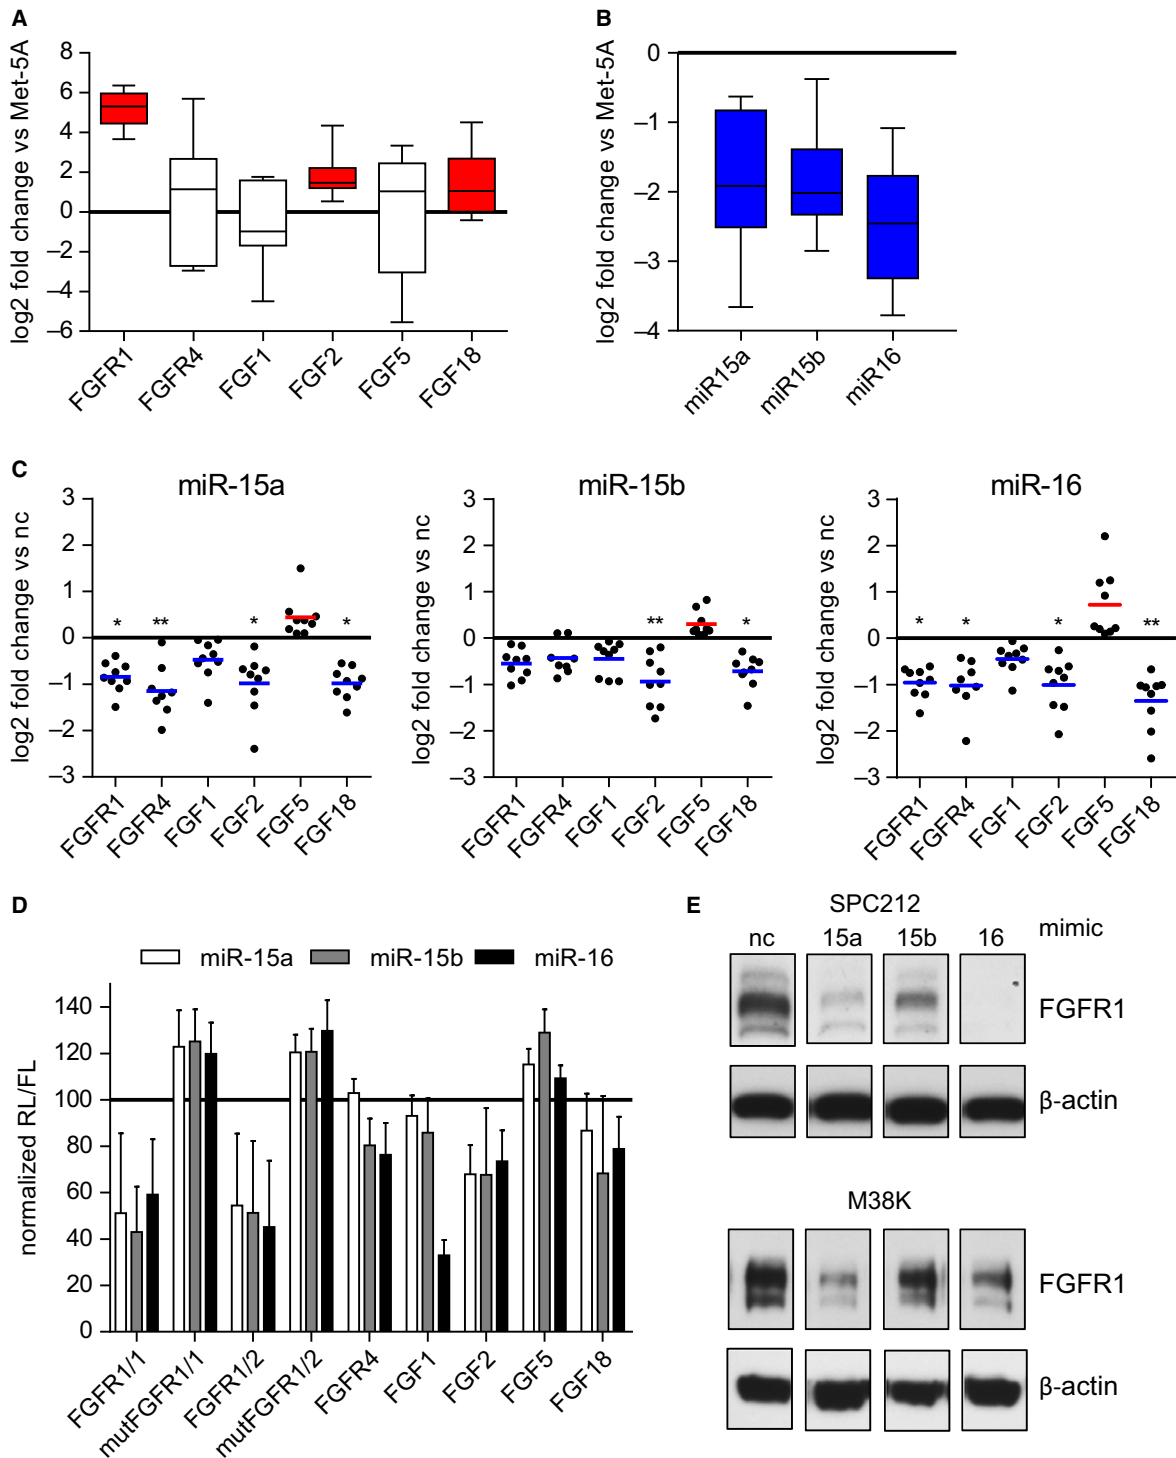 A
log2 fold change vs Met-5A
8
6
4
2
0
–2
–4
–6
FGFR1
FGFR4
FGF1
FGF2
FGF5
FGF18
B
log2 fold change vs Met-5A
0
–1
–2
–3
–4
miR15a
miR15b
miR16
C
miR-15a
log2 fold change vs nc
3
2
1
0
–1
–2
–3
* ** * *
FGFR1
FGFR4
FGF1
FGF2
FGF5
FGF18
miR-15b
log2 fold change vs nc
3
2
1
0
–1
–2
–3
** *
FGFR1
FGFR4
FGF1
FGF2
FGF5
FGF18
miR-16
log2 fold change vs nc
3
2
1
0
–1
–2
–3
* * * **
FGFR1
FGFR4
FGF1
FGF2
FGF5
FGF18
D
miR-15a miR-15b miR-16
normalized RL/FL
140
120
100
80
60
40
20
0
FGFR1/1
mutFGFR1/1
FGFR1/2
mutFGFR1/2
FGFR4
FGF1
FGF2
FGF5
FGF18
E
SPC212
nc 15a 15b 16 mimic
FGFR1
β-actin
M38K
FGFR1
β-actin